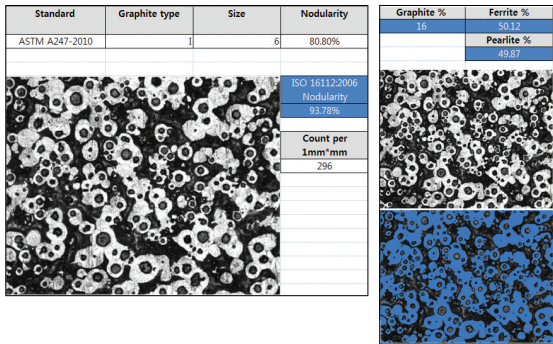 Standard Graphite type Size Nodularity
ASTM A247-2010 I 6 80.80%
ISO 16112:2006
Nodularity
93.78%
Count per
1mm*mm
296
Graphite % Ferrite %
16 50.12
Pearlite %
49.87